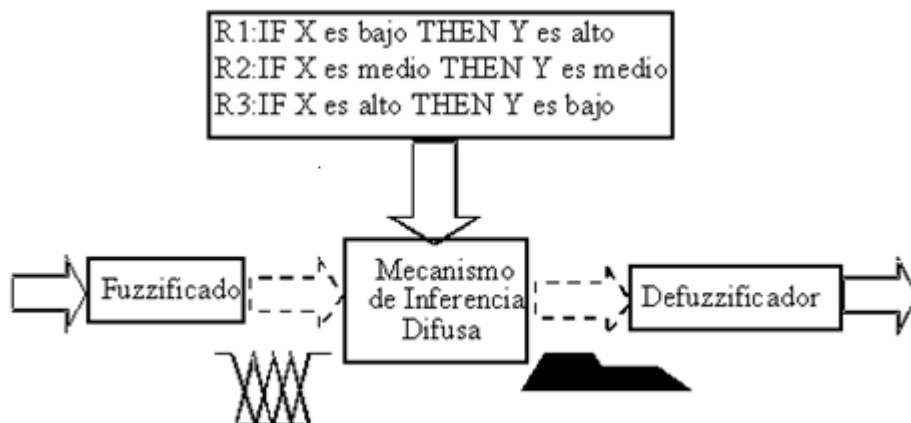 R1:IF X es bajo THEN Y es alto
R2:IF X es medio THEN Y es medio
R3:IF X es alto THEN Y es bajo
Fuzzificado
Mecanismo
de Inferencia
Difusa
Defuzzificador